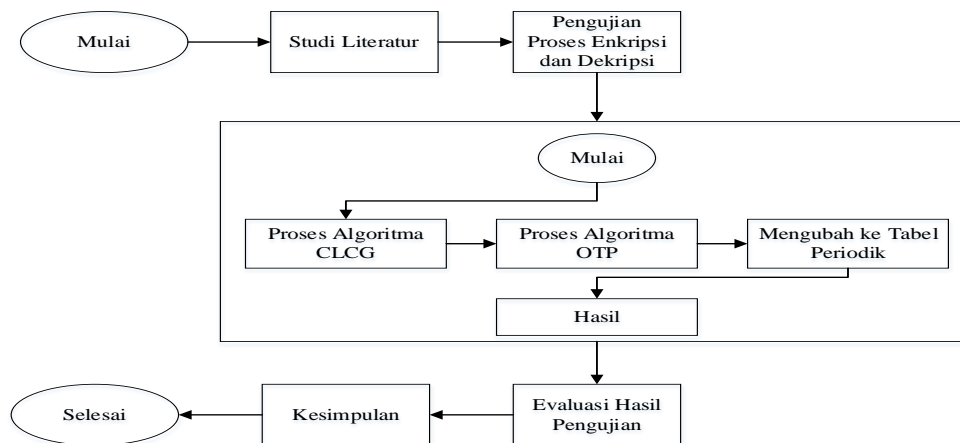 Mulai
Studi Literatur
Pengujian
Proses Enkripsi
dan Dekripsi
Mulai
Proses Algoritma
CLCG
Proses Algoritma
OTP
Mengubah ke Tabel
Periodik
Hasil
Evaluasi Hasil
Pengujian
Kesimpulan
Selesai